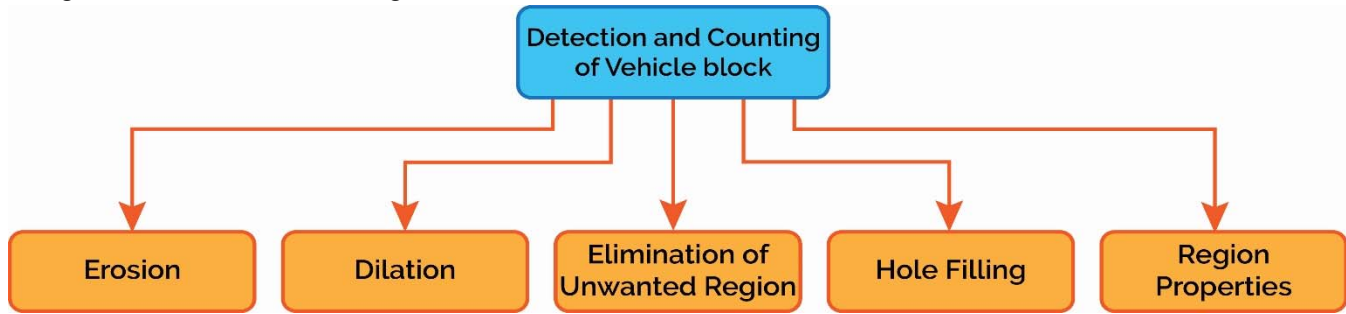 Detection and Counting
of Vehicle block
Erosion
Dilation
Elimination of
Unwanted Region
Hole Filling
Region
Properties